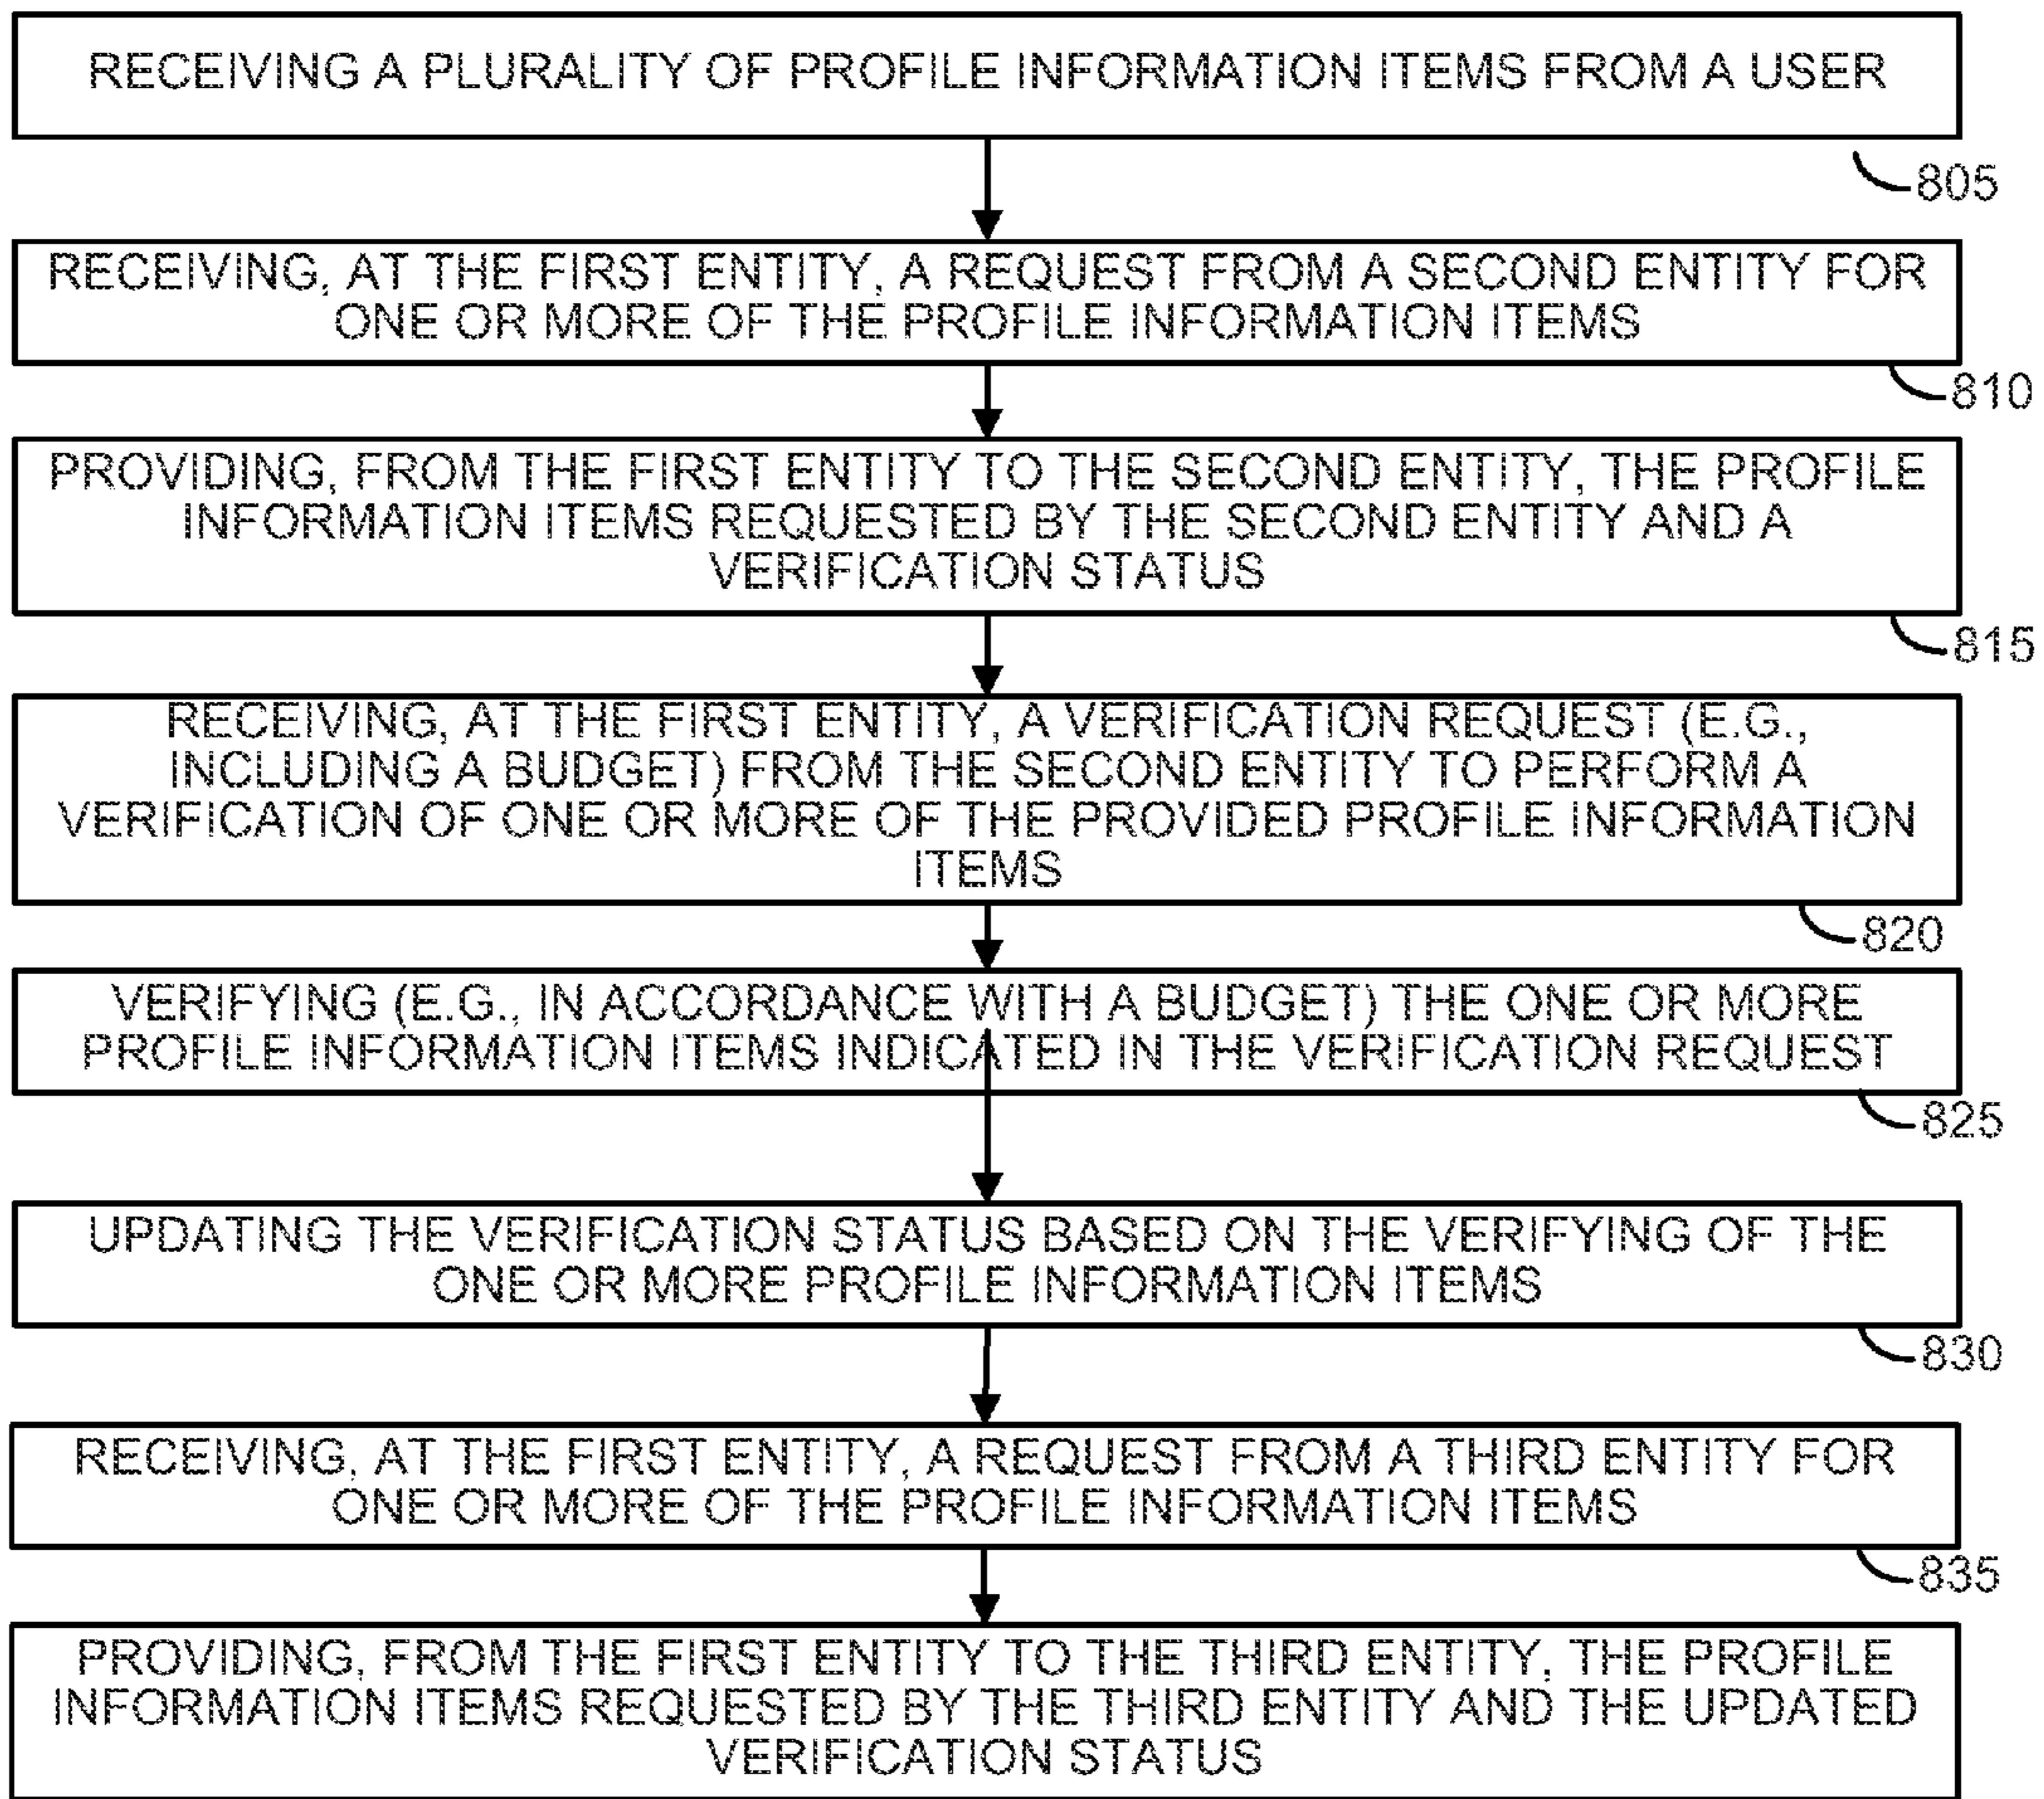 RECEIVING A PLURALITY OF PROFILE INFORMATION ITEMS FROM A USER
805
RECEIVING, AT THE FIRST ENTITY, A REQUEST FROM A SECOND ENTITY FOR
ONE OR MORE OF THE PROFILE INFORMATION ITEMS
810
PROVIDING, FROM THE FIRST ENTITY TO THE SECOND ENTITY, THE PROFILE
INFORMATION ITEMS REQUESTED BY THE SECOND ENTITY AND A
VERIFICATION STATUS
815
RECEIVING, AT THE FIRST ENTITY, A VERIFICATION REQUEST (E.G.,
INCLUDING A BUDGET) FROM THE SECOND ENTITY TO PERFORM A
VERIFICATION OF ONE OR MORE OF THE PROVIDED PROFILE INFORMATION
ITEMS
820
VERIFYING (E.G., IN ACCORDANCE WITH A BUDGET) THE ONE OR MORE
PROFILE INFORMATION ITEMS INDICATED IN THE VERIFICATION REQUEST
825
UPDATING THE VERIFICATION STATUS BASED ON THE VERIFYING OF THE
ONE OR MORE PROFILE INFORMATION ITEMS
830
RECEIVING, AT THE FIRST ENTITY, A REQUEST FROM A THIRD ENTITY FOR
ONE OR MORE OF THE PROFILE INFORMATION ITEMS
835
PROVIDING, FROM THE FIRST ENTITY TO THE THIRD ENTITY, THE PROFILE
INFORMATION ITEMS REQUESTED BY THE THIRD ENTITY AND THE UPDATED
VERIFICATION STATUS